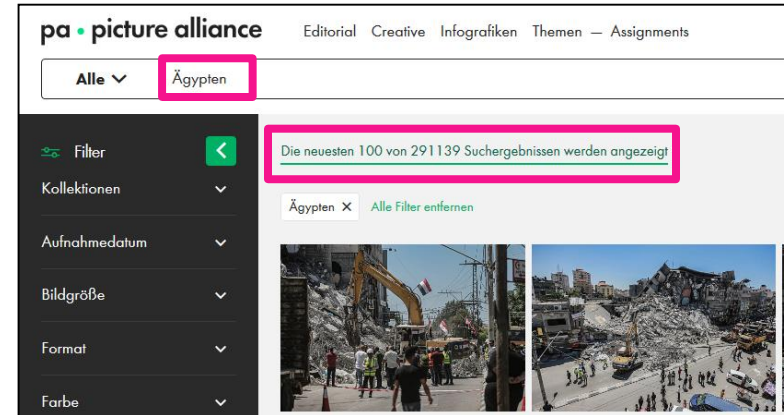 pa • picture alliance
Editorial Creative Infografiken Themen — Assignments
Alle Ägypten
Filter
Die neuesten 100 von 291139 Suchergebnissen werden angezeigt
Kollektionen
Ägypten X Alle Filter entfernen
Aufnahmedatum
Bildgröße
Format
Farbe